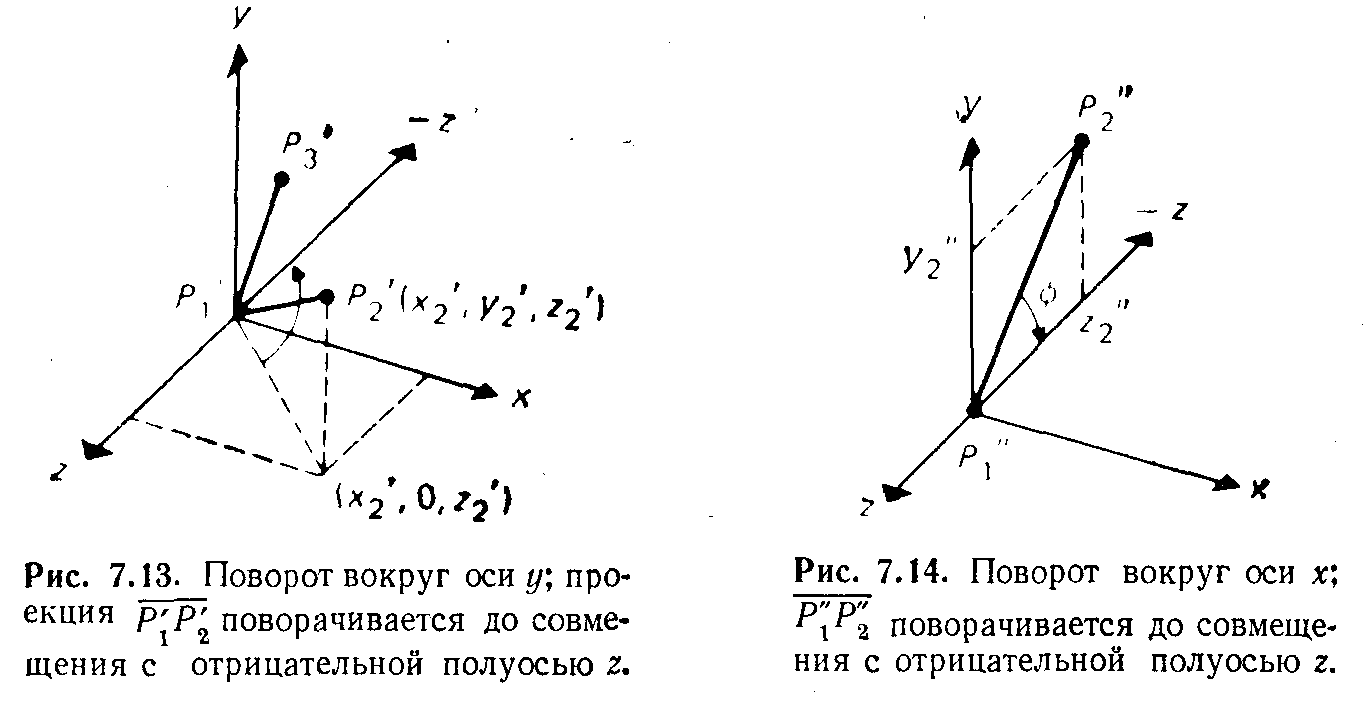 y
P₃'
– z
P₁
P₂' (x₂', y₂', z₂')
x
z
(x₂', 0, z₂')
Рис. 7.13. Поворот вокруг оси y; про-
екция P₁′P₂′ поворачивается до совме-
щения с отрицательной полуосью z.
y
P₂"
– z
y₂"
ϕ
z₂"
P₁"
x
z
Рис. 7.14. Поворот вокруг оси x;
P₁″P₂″ поворачивается до совмеще-
ния с отрицательной полуосью z.